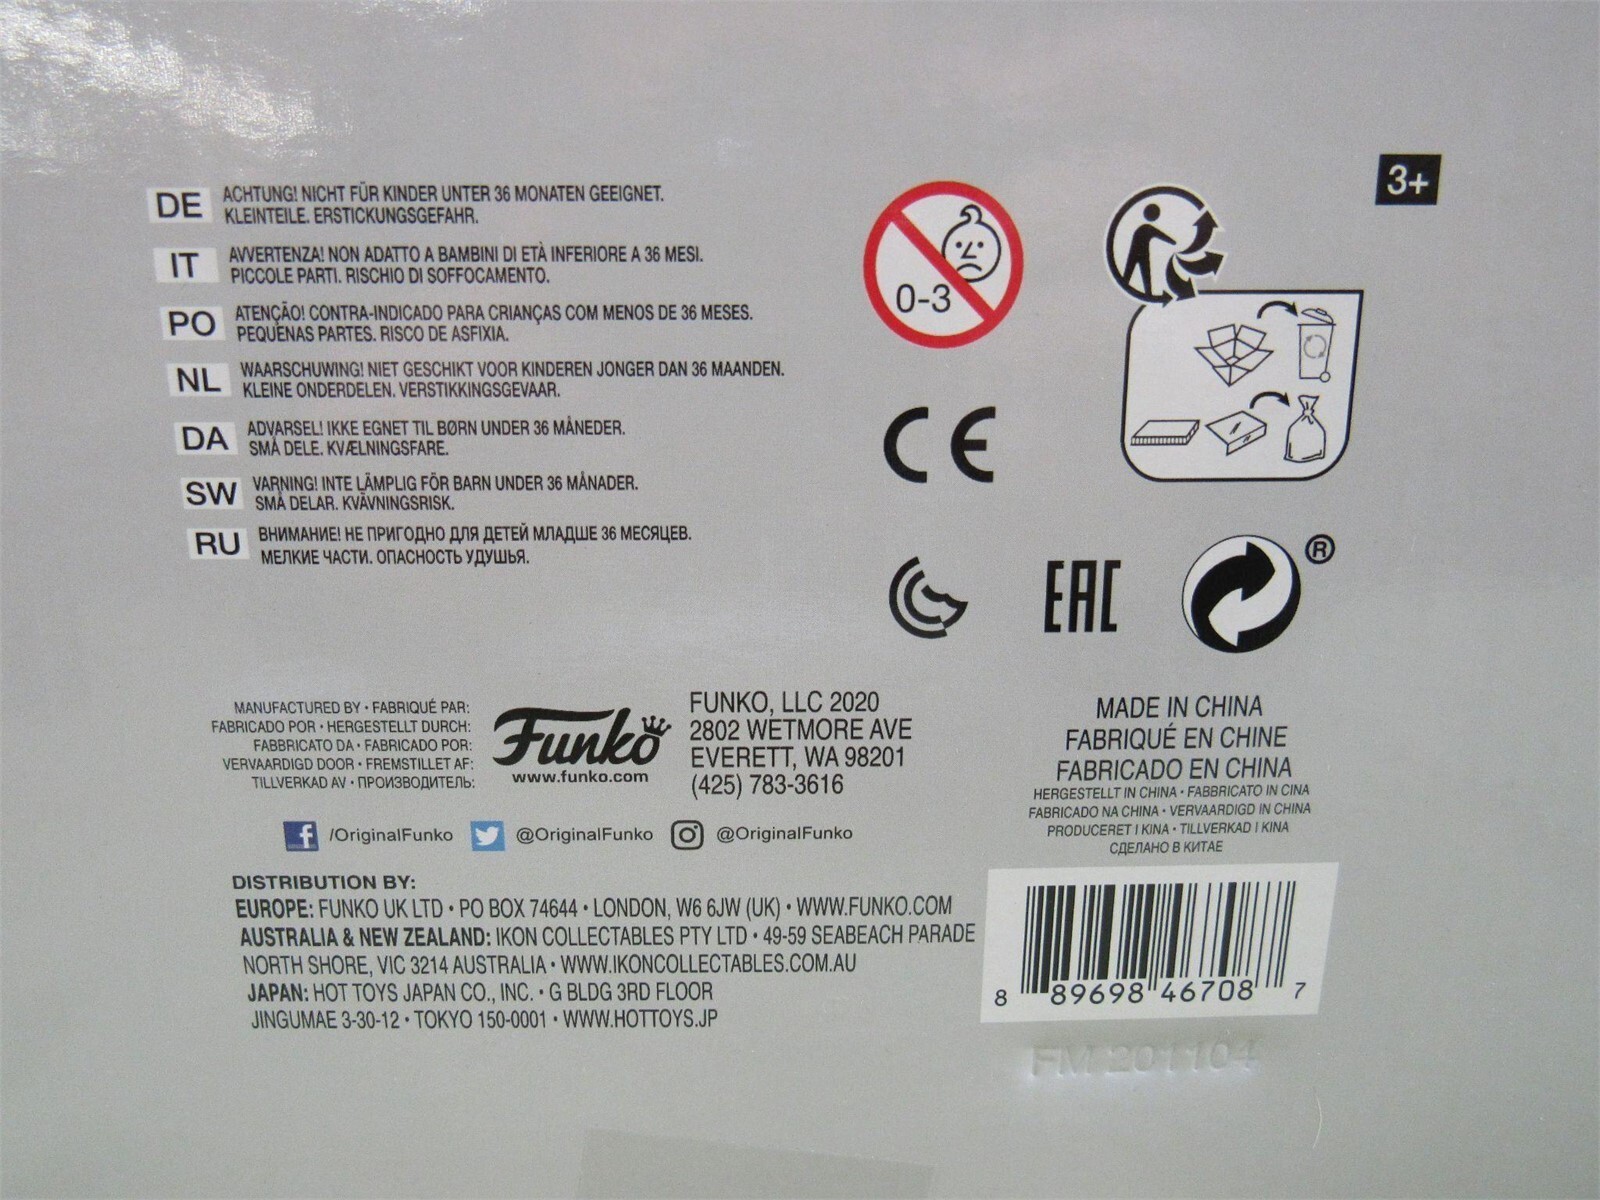 3+
DE ACHTUNG! NICHT FÜR KINDER UNTER 36 MONATEN GEEIGNET.
KLEINTEILE. ERSTICKUNGSGEFAHR.
IT AVVERTENZA! NON ADATTO A BAMBINI DI ETÀ INFERIORE A 36 MESI.
PICCOLE PARTI. RISCHIO DI SOFFOCAMENTO.
PO ATENÇÃO! CONTRA-INDICADO PARA CRIANÇAS COM MENOS DE 36 MESES.
PEQUENAS PARTES. RISCO DE ASFIXIA.
NL WAARSCHUWING! NIET GESCHIKT VOOR KINDEREN JONGER DAN 36 MAANDEN.
KLEINE ONDERDELEN. VERSTIKKINGSGEVAAR.
DA ADVARSEL! IKKE EGNET TIL BØRN UNDER 36 MÅNEDER.
SMÅ DELE. KVÆLNINGSFARE.
SW VARNING! INTE LÄMPLIG FÖR BARN UNDER 36 MÅNADER.
SMÅ DELAR. KVÄVNINGSRISK.
RU ВНИМАНИЕ! НЕ ПРИГОДНО ДЛЯ ДЕТЕЙ МЛАДШЕ 36 МЕСЯЦЕВ.
МЕЛКИЕ ЧАСТИ. ОПАСНОСТЬ УДУШЬЯ.
0-3
CE
EAC
®
MANUFACTURED BY • FABRIQUÉ PAR:
FABRICADO POR • HERGESTELLT DURCH:
FABBRICATO DA • FABRICADO POR:
VERVAARDIGD DOOR • FREMSTILLET AF:
TILLVERKAD AV • ПРОИЗВОДИТЕЛЬ:
Funko
www.funko.com
FUNKO, LLC 2020
2802 WETMORE AVE
EVERETT, WA 98201
(425) 783-3616
/OriginalFunko @OriginalFunko @OriginalFunko
MADE IN CHINA
FABRIQUÉ EN CHINE
FABRICADO EN CHINA
HERGESTELLT IN CHINA • FABBRICATO IN CINA
FABRICADO NA CHINA • VERVAARDIGD IN CHINA
PRODUCERET I KINA • TILLVERKAD I KINA
СДЕЛАНО В КИТАЕ
DISTRIBUTION BY:
EUROPE: FUNKO UK LTD • PO BOX 74644 • LONDON, W6 6JW (UK) • WWW.FUNKO.COM
AUSTRALIA & NEW ZEALAND: IKON COLLECTABLES PTY LTD • 49-59 SEABEACH PARADE
NORTH SHORE, VIC 3214 AUSTRALIA • WWW.IKONCOLLECTABLES.COM.AU
JAPAN: HOT TOYS JAPAN CO., INC. • G BLDG 3RD FLOOR
JINGUMAE 3-30-12 • TOKYO 150-0001 • WWW.HOTTOYS.JP
8 89698 46708 7
FM 201104